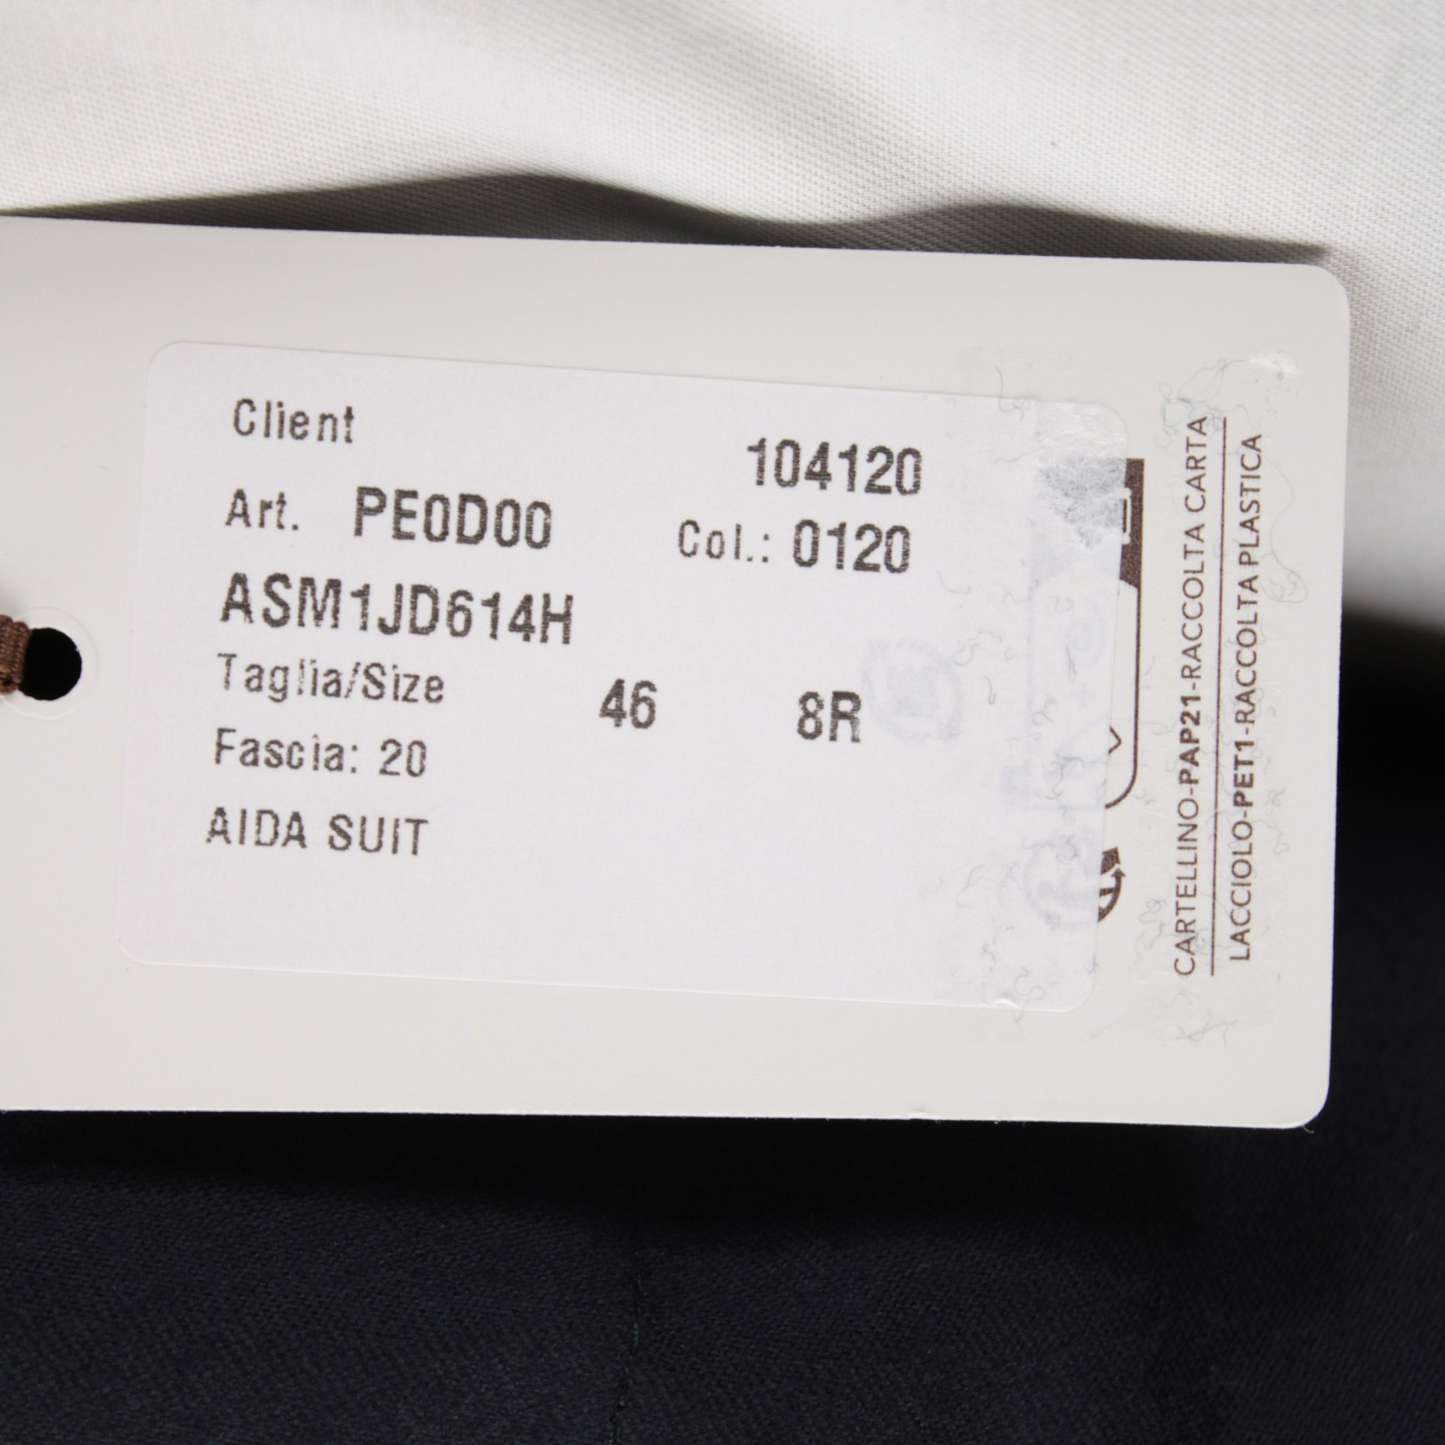 Client
104120
Art. PE0D00 Col.: 0120
ASM1JD614H
Taglia/Size 46 8R
Fascia: 20
AIDA SUIT
CARTELLINO-PAP21-RACCOLTA CARTA
LACCIOLO-PET1-RACCOLTA PLASTICA